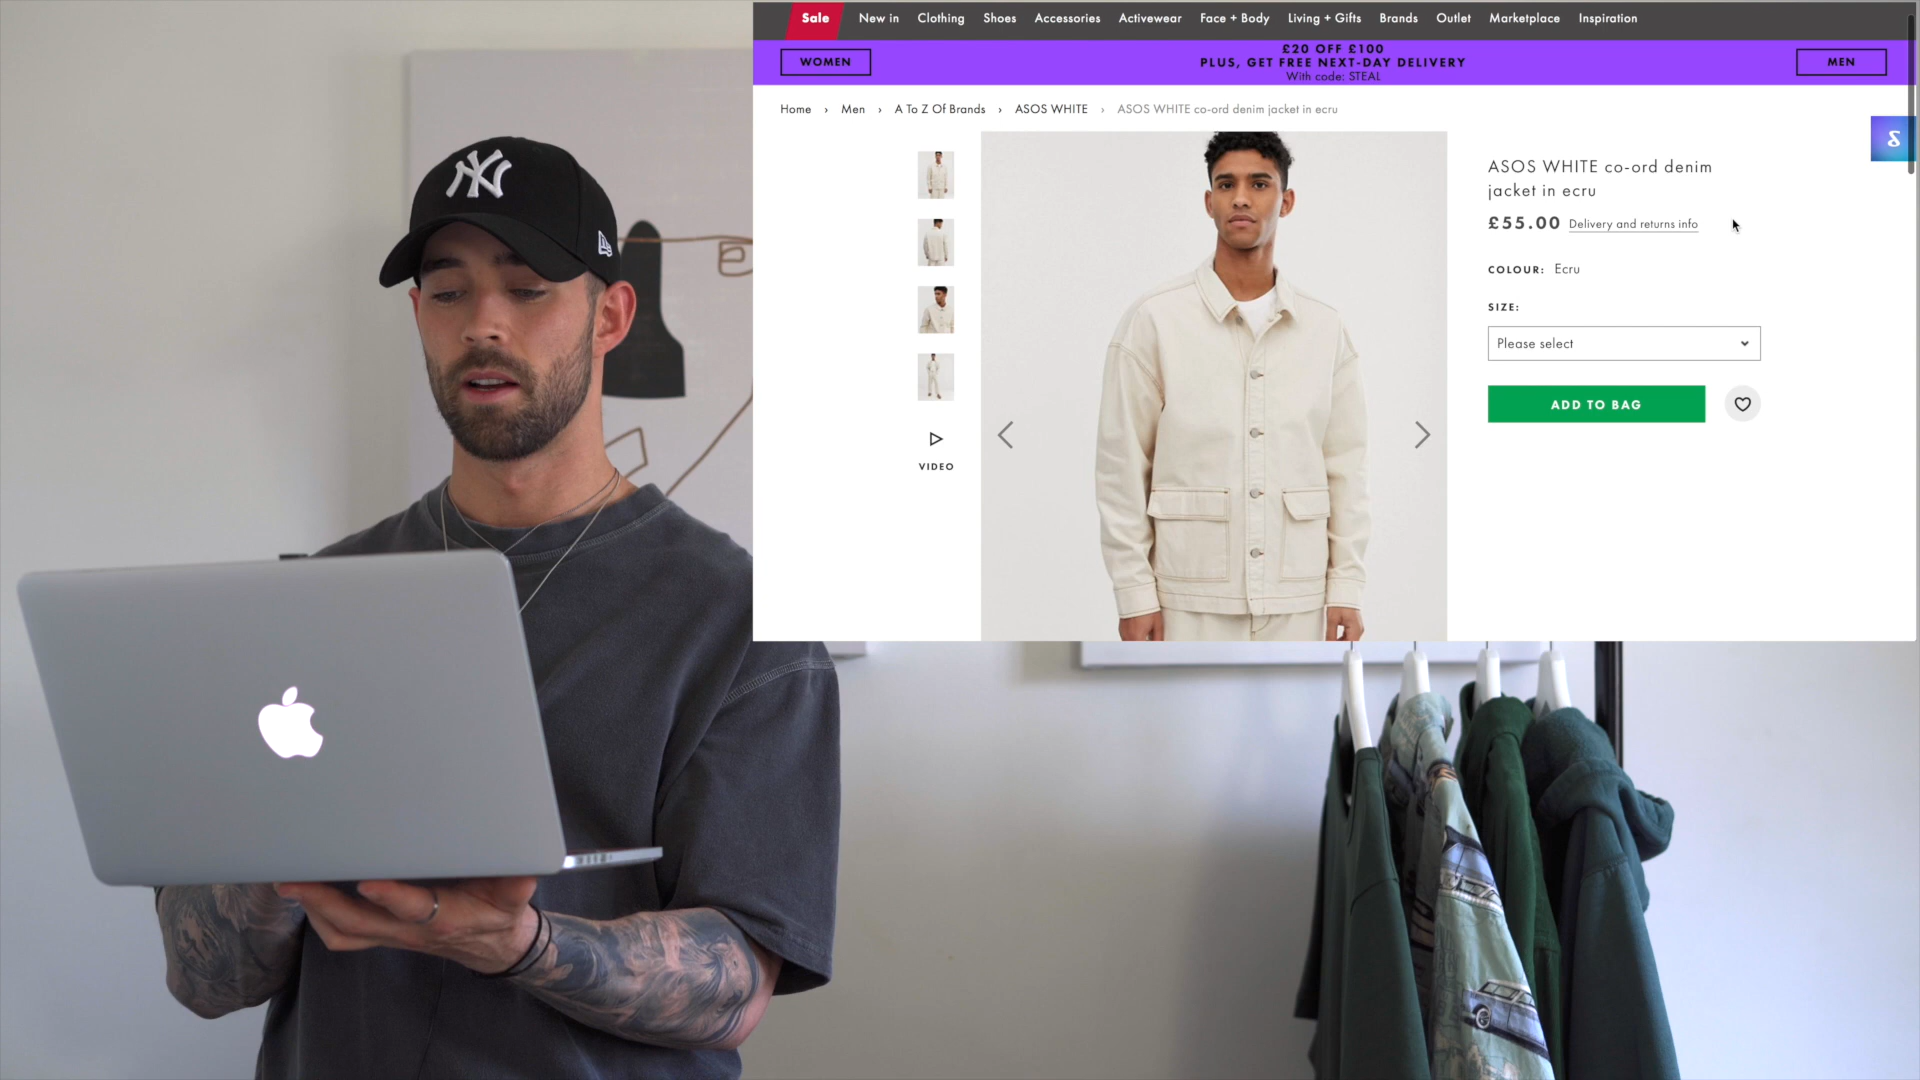 Sale New in Clothing Shoes Accessories Activewear Face + Body Living + Gifts Brands Outlet Marketplace Inspiration
WOMEN
£20 OFF £100
PLUS, GET FREE NEXT-DAY DELIVERY
With code: STEAL
MEN
Home › Men › A To Z Of Brands › ASOS WHITE › ASOS WHITE co-ord denim jacket in ecru
ASOS WHITE co-ord denim
jacket in ecru
£55.00 Delivery and returns info
COLOUR: Ecru
SIZE:
Please select
ADD TO BAG
VIDEO
NY